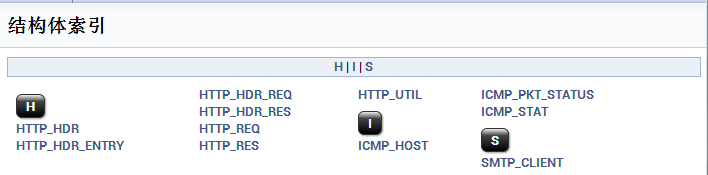 结构体索引
H | I | S
H
HTTP_HDR
HTTP_HDR_ENTRY
HTTP_HDR_REQ
HTTP_HDR_RES
HTTP_REQ
HTTP_RES
HTTP_UTIL
I
ICMP_HOST
ICMP_PKT_STATUS
ICMP_STAT
S
SMTP_CLIENT